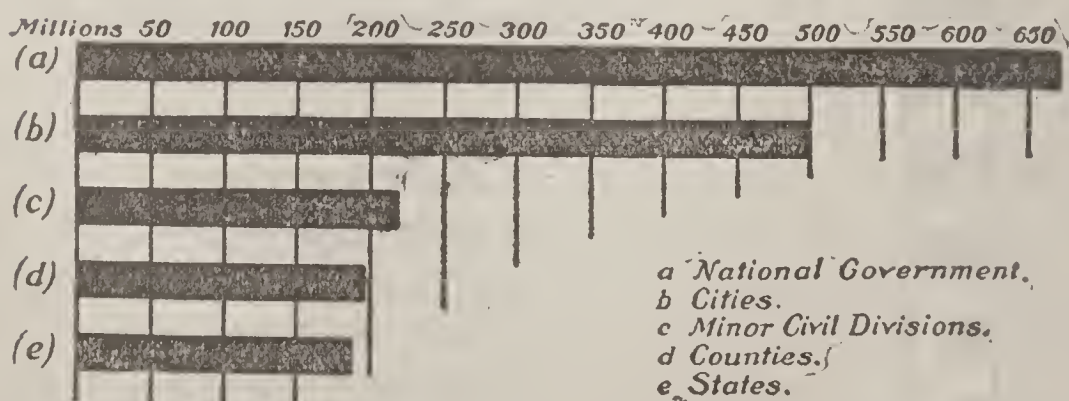 Millions 50 100 150 200 250 300 350 400 450 500 550 600 650
(a)
(b)
(c)
(d)
(e)
a National Government.
b Cities.
c Minor Civil Divisions.
d Counties.
e States.